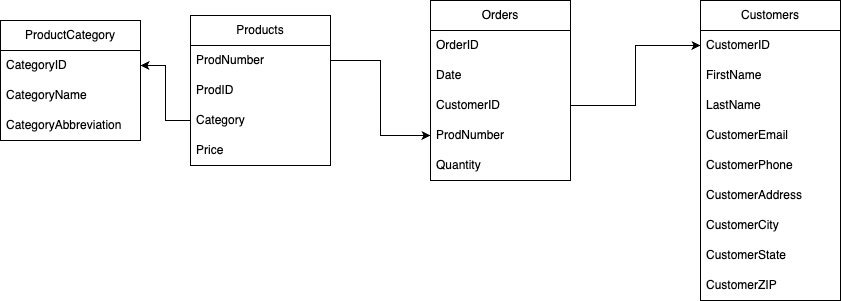 ProductCategory
CategoryID
CategoryName
CategoryAbbreviation
Products
ProdNumber
ProdID
Category
Price
Orders
OrderID
Date
CustomerID
ProdNumber
Quantity
Customers
CustomerID
FirstName
LastName
CustomerEmail
CustomerPhone
CustomerAddress
CustomerCity
CustomerState
CustomerZIP